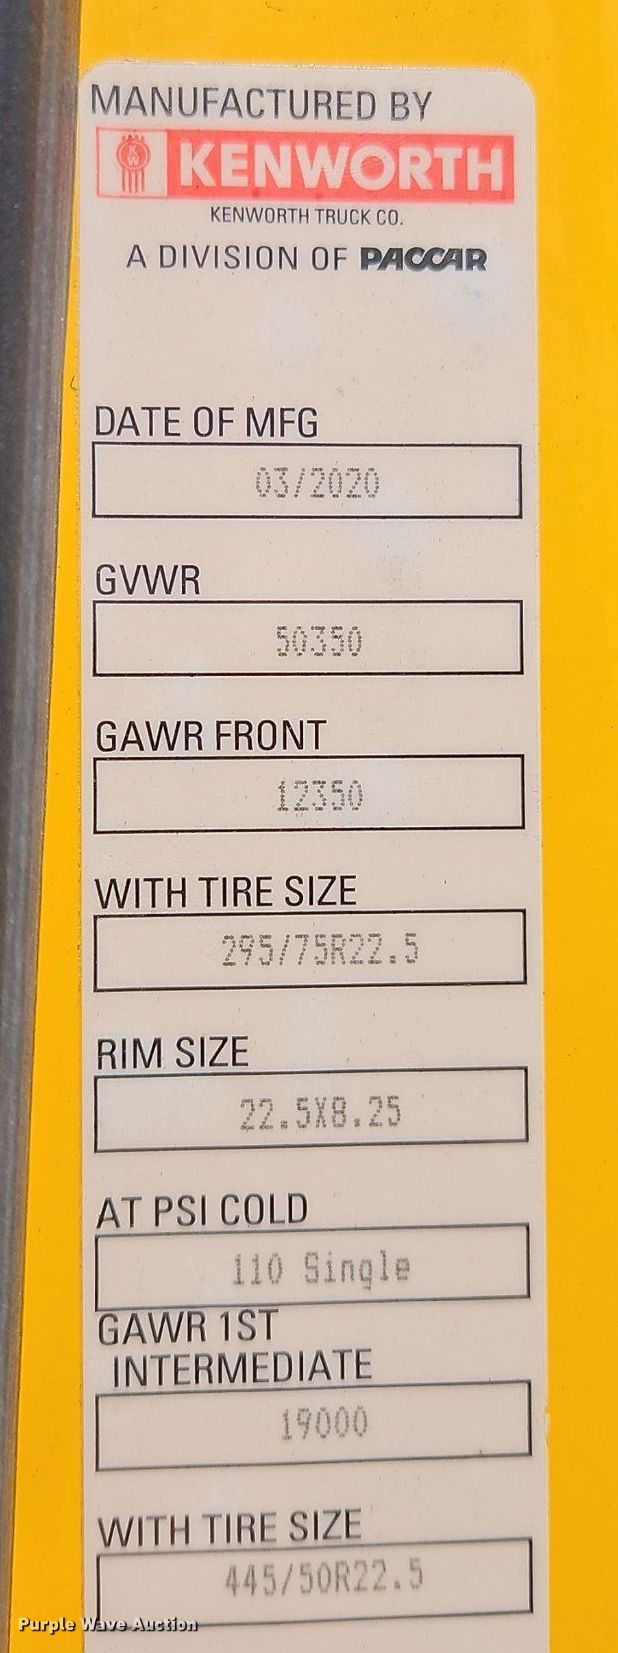 MANUFACTURED BY
KW KENWORTH
KENWORTH TRUCK CO.
A DIVISION OF PACCAR
DATE OF MFG
03/2020
GVWR
50350
GAWR FRONT
12350
WITH TIRE SIZE
295/75R22.5
RIM SIZE
22.5X8.25
AT PSI COLD
110 Single
GAWR 1ST
INTERMEDIATE
19000
WITH TIRE SIZE
445/50R22.5
Purple Wave Auction